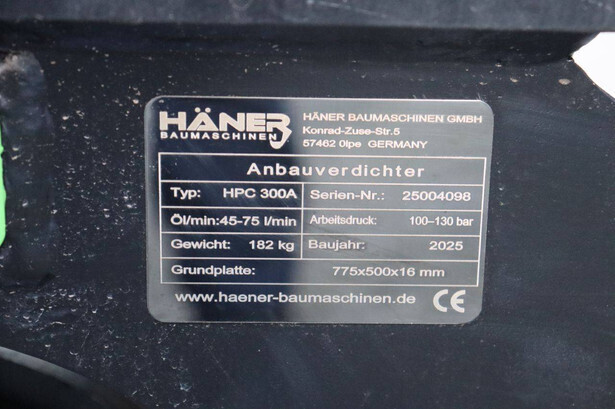 HÄNER
BAUMASCHINEN
HÄNER BAUMASCHINEN GMBH
Konrad-Zuse-Str.5
57462 Olpe GERMANY
Anbauverdichter
Typ: HPC 300A Serien-Nr.: 25004098
Öl/min: 45-75 l/min Arbeitsdruck: 100-130 bar
Gewicht: 182 kg Baujahr: 2025
Grundplatte: 775x500x16 mm
www.haener-baumaschinen.de CE